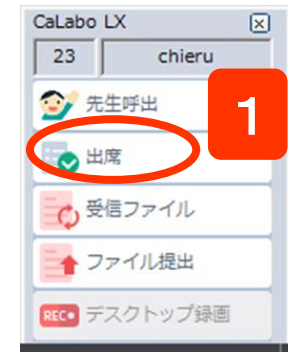 CaLabo LX
23 chieru
先生呼出
1
出席
受信ファイル
ファイル提出
REC デスクトップ録画